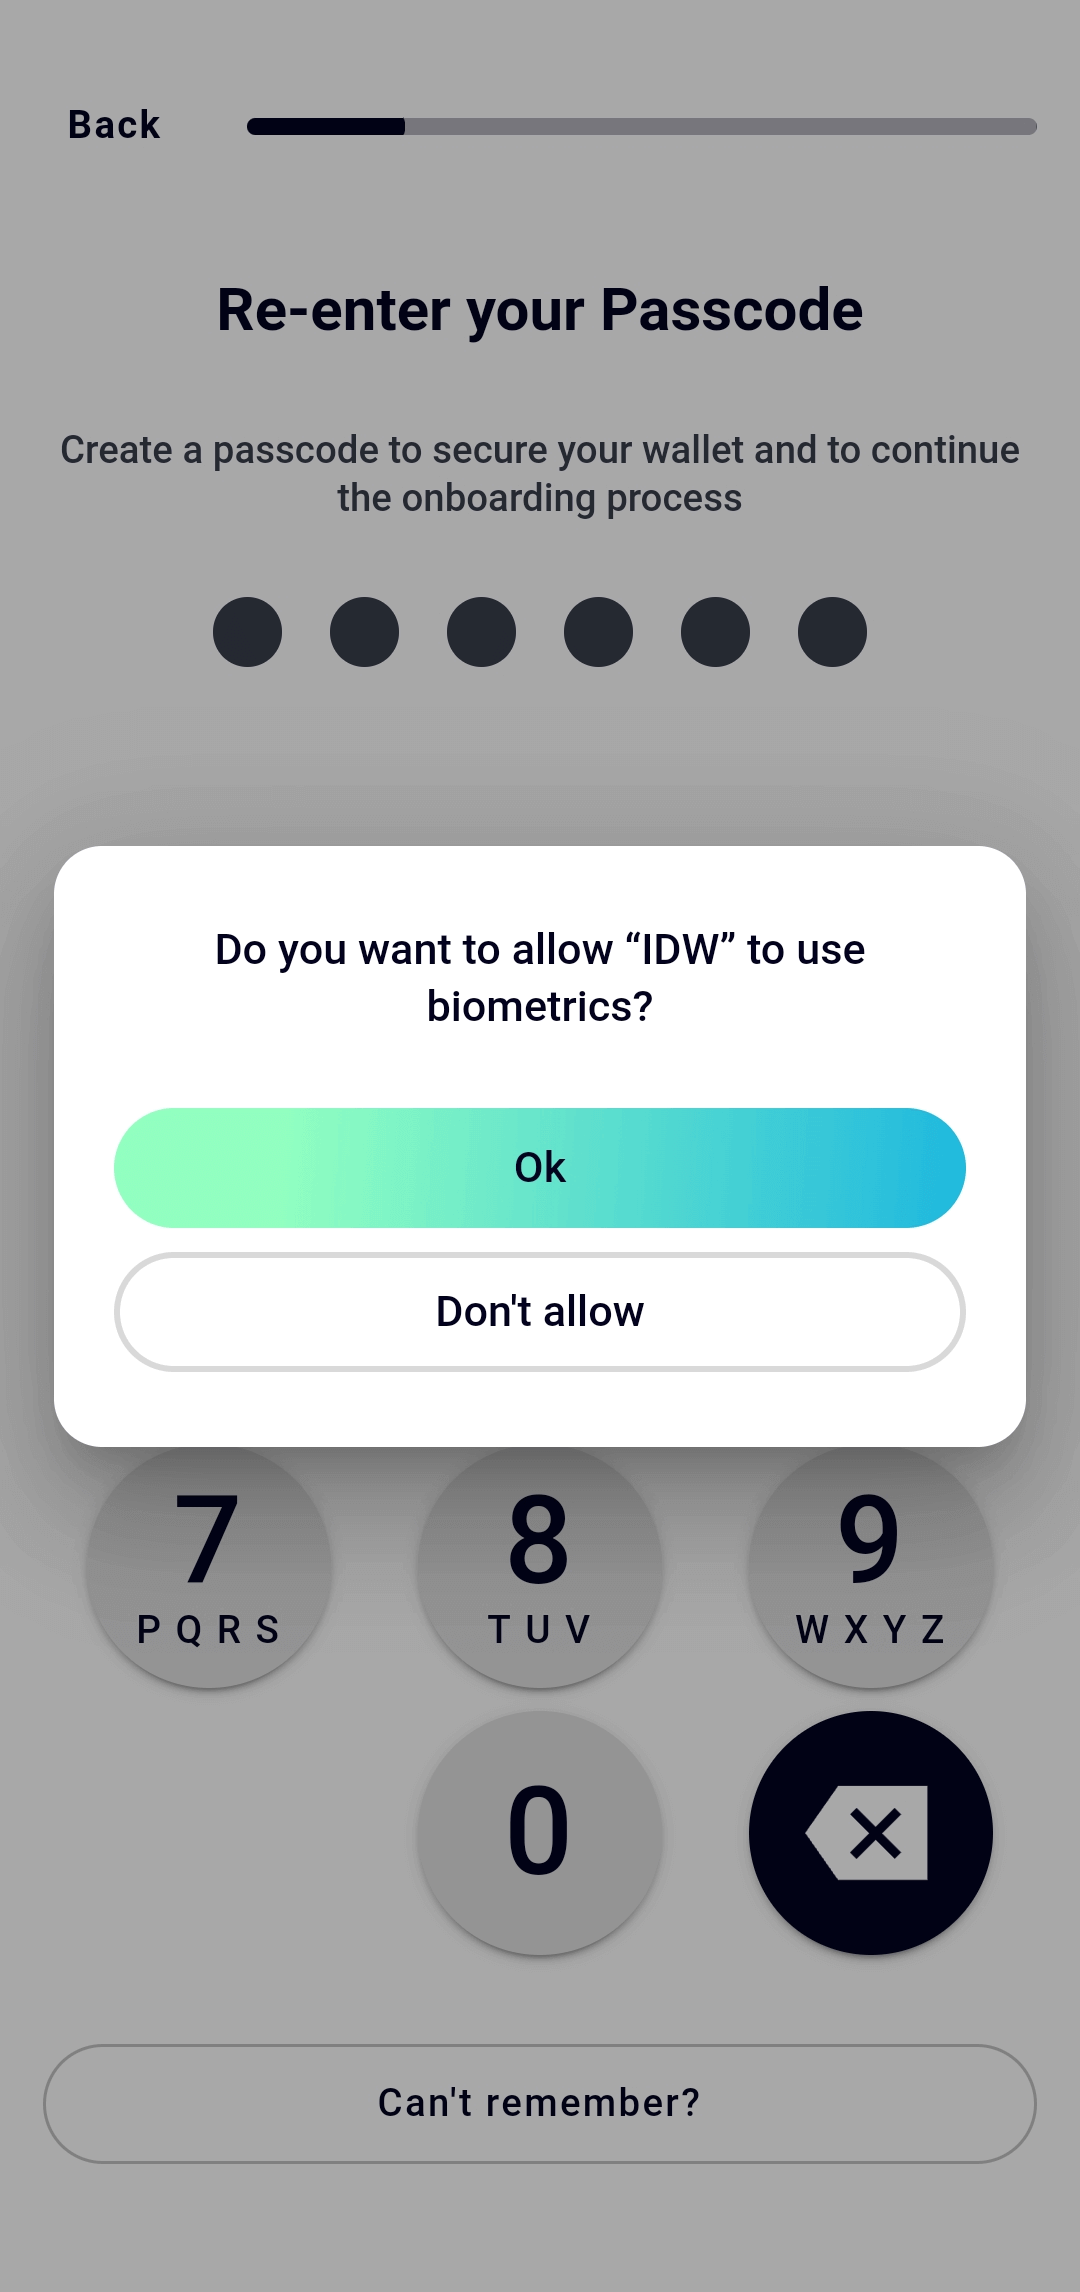 Back
Re-enter your Passcode
Create a passcode to secure your wallet and to continue
the onboarding process
Do you want to allow “IDW” to use
biometrics?
Ok
Don't allow
7 8 9
PQRS TUV WXYZ
0
Can't remember?